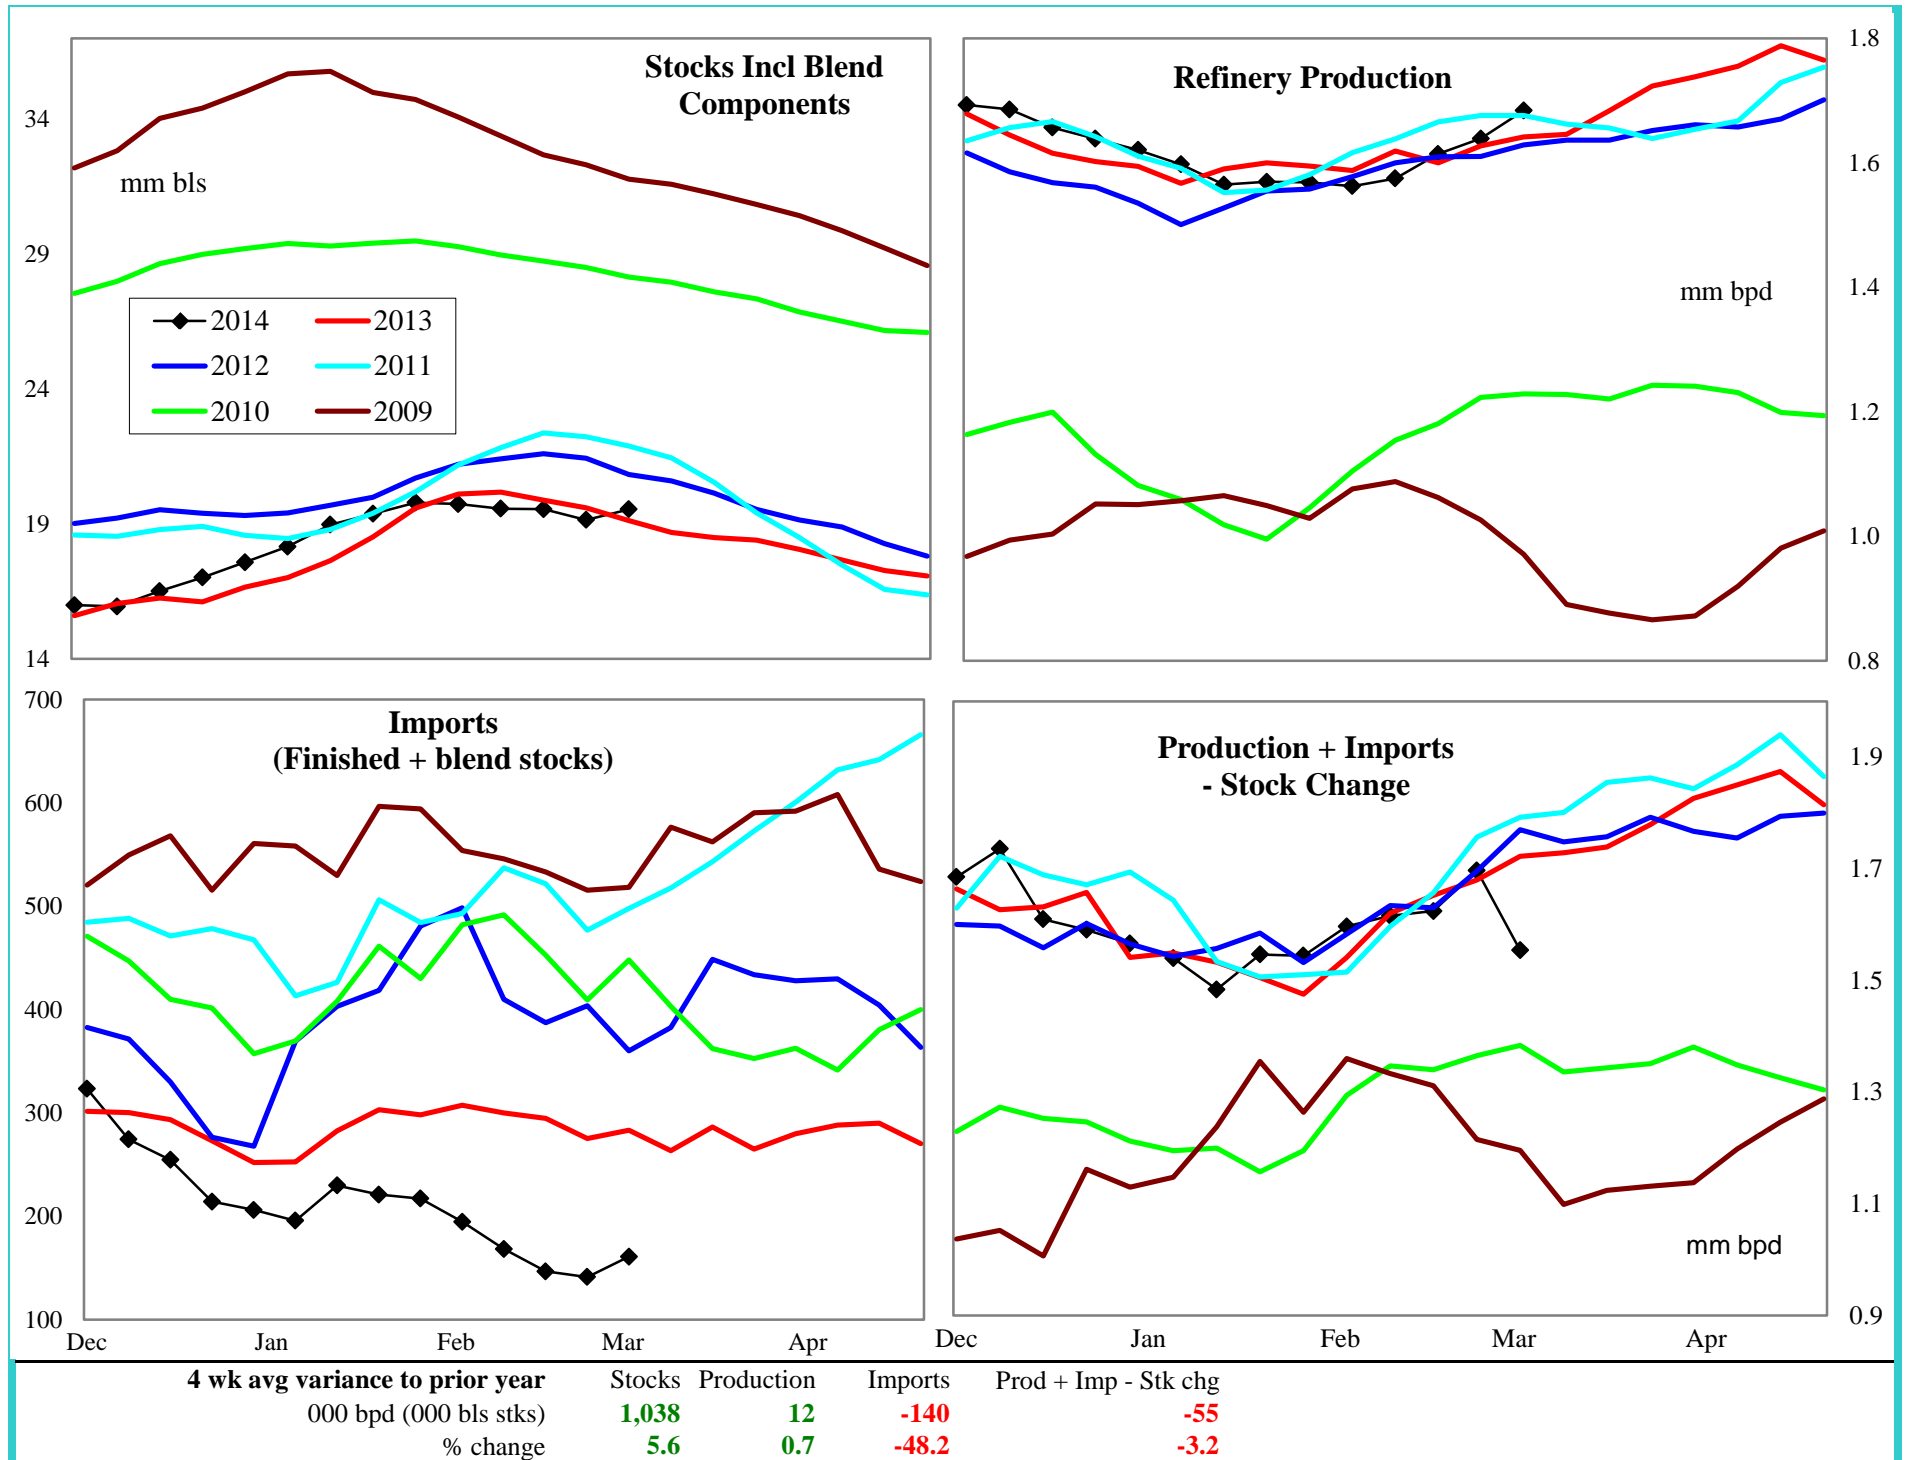 Stocks Incl Blend
Components
mm bls
34
29
24
19
14
2014 2013
2012 2011
2010 2009
Refinery Production
mm bpd
1.8
1.6
1.4
1.2
1.0
0.8
Imports
(Finished + blend stocks)
700
600
500
400
300
200
100
Dec Jan Feb Mar Apr
Production + Imports
- Stock Change
1.9
1.7
1.5
1.3
1.1
0.9
mm bpd
Dec Jan Feb Mar Apr
4 wk avg variance to prior year Stocks Production Imports Prod + Imp - Stk chg
000 bpd (000 bls stks) 1,038 12 -140 -55
% change 5.6 0.7 -48.2 -3.2